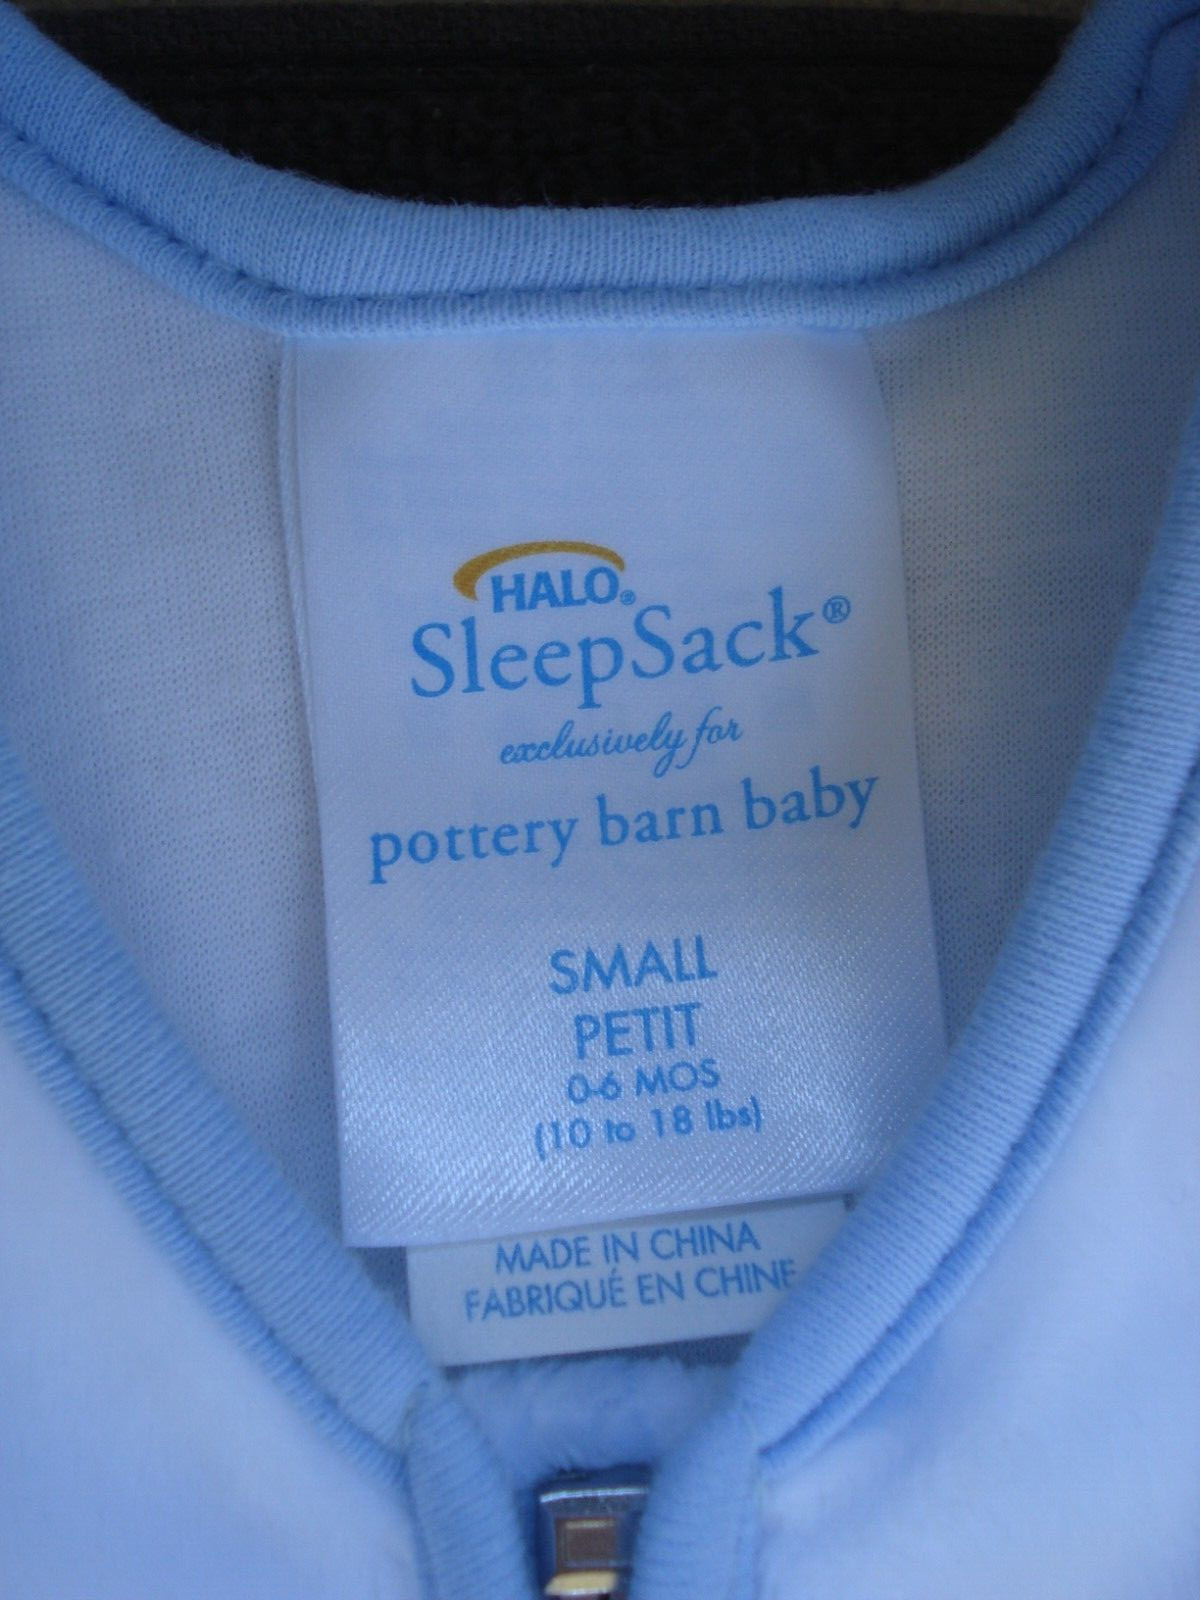 HALO®
SleepSack®
exclusively for
pottery barn baby
SMALL
PETIT
0-6 MOS
(10 to 18 lbs)
MADE IN CHINA
FABRIQUÉ EN CHINE